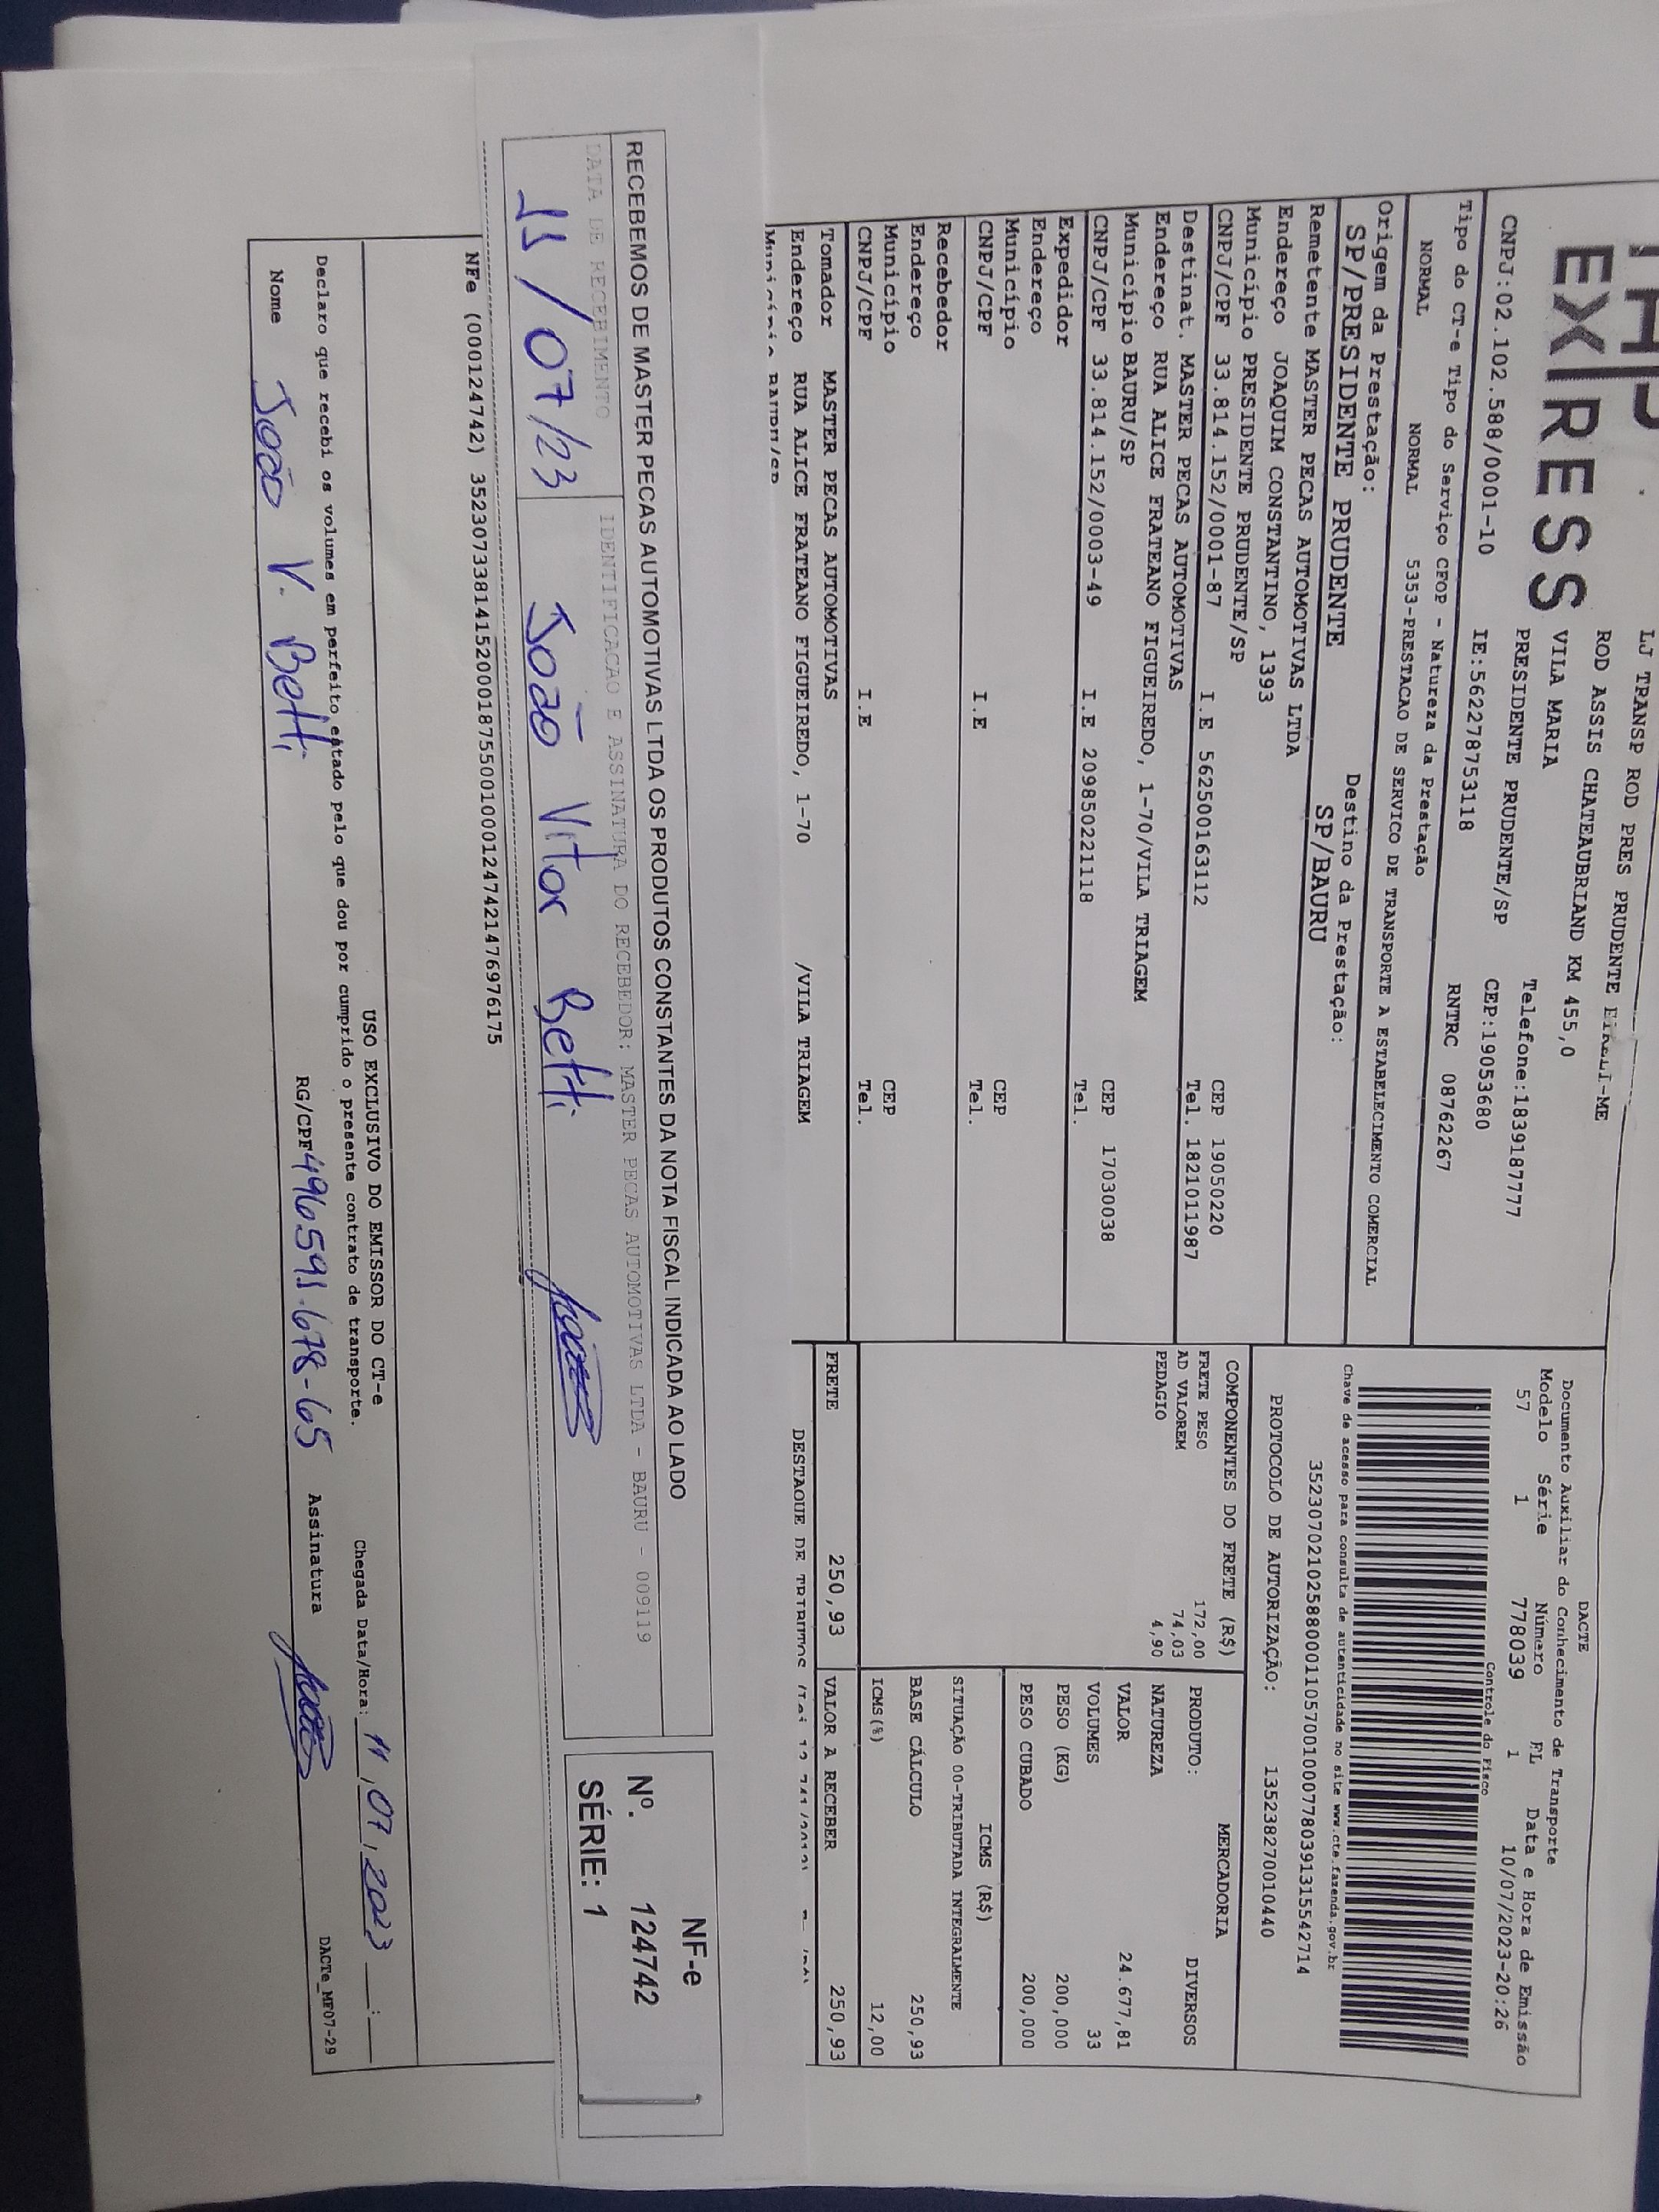 EXPRESS
LJ TRANSP ROD PRES PRUDENTE EIRELI-ME
ROD ASSIS CHATEAUBRIAND KM 455,0
VILA MARIA
PRESIDENTE PRUDENTE/SP Telefone:1839187777
CNPJ:02.102.588/0001-10 IE:562278753118 CEP:19053680
RNTRC 08762267
Tipo do CT-e Tipo do Serviço CFOP - Natureza da Prestação
NORMAL NORMAL 5353-PRESTACAO DE SERVICO DE TRANSPORTE A ESTABELECIMENTO COMERCIAL
Origem da Prestação: Destino da Prestação:
SP/PRESIDENTE PRUDENTE SP/BAURU
Remetente MASTER PECAS AUTOMOTIVAS LTDA
Endereço JOAQUIM CONSTANTINO, 1393
Município PRESIDENTE PRUDENTE/SP CEP 19050220
CNPJ/CPF 33.814.152/0001-87 I.E 562500163112 Tel. 1821011987
Destinat. MASTER PECAS AUTOMOTIVAS
Endereço RUA ALICE FRATEANO FIGUEIREDO, 1-70/VILA TRIAGEM
Município BAURU/SP CEP 17030038
CNPJ/CPF 33.814.152/0003-49 I.E 209850221118 Tel.
Expedidor
Endereço
Município CEP
CNPJ/CPF I.E Tel.
Recebedor
Endereço
Município CEP
CNPJ/CPF I.E Tel.
Tomador MASTER PECAS AUTOMOTIVAS
Endereço RUA ALICE FRATEANO FIGUEIREDO, 1-70 /VILA TRIAGEM
Município BAURU/SP
DACTE
Documento Auxiliar do Conhecimento de Transporte
Modelo Série Número FL Data e Hora de Emissão
57 1 778039 1 10/07/2023-20:26
Controle do Fisco
Chave de acesso para consulta de autenticidade no site www.cte.fazenda.gov.br
35230702102588000110570010007780391315542714
PROTOCOLO DE AUTORIZAÇÃO: 135238270010440
COMPONENTES DO FRETE (R$)
FRETE PESO 172,00
AD VALOREM 74,03
PEDAGIO 4,90
MERCADORIA
PRODUTO: DIVERSOS
NATUREZA
VALOR 24.677,81
VOLUMES 33
PESO (KG) 200,000
PESO CUBADO 200,000
ICMS (R$)
SITUAÇÃO 00-TRIBUTADA INTEGRALMENTE
BASE CÁLCULO 250,93
ICMS(%) 12,00
FRETE 250,93 VALOR A RECEBER 250,93
DESTAQUE DE TRIBUTOS
RECEBEMOS DE MASTER PECAS AUTOMOTIVAS LTDA OS PRODUTOS CONSTANTES DA NOTA FISCAL INDICADA AO LADO
DATA DE RECEBIMENTO IDENTIFICACAO E ASSINATURA DO RECEBEDOR: MASTER PECAS AUTOMOTIVAS LTDA - BAURU - 009119
11/07/23 João Vitor Betti
NF-e
Nº. 124742
SÉRIE: 1
NFe (000124742) 35230733814152000187550010001247421476976175
USO EXCLUSIVO DO EMISSOR DO CT-e
Declaro que recebi os volumes em perfeito estado pelo que dou por cumprido o presente contrato de transporte. Chegada Data/Hora: 11,07,2023 __:__
Nome João V. Betti RG/CPF Assinatura DACTe_MF07-29